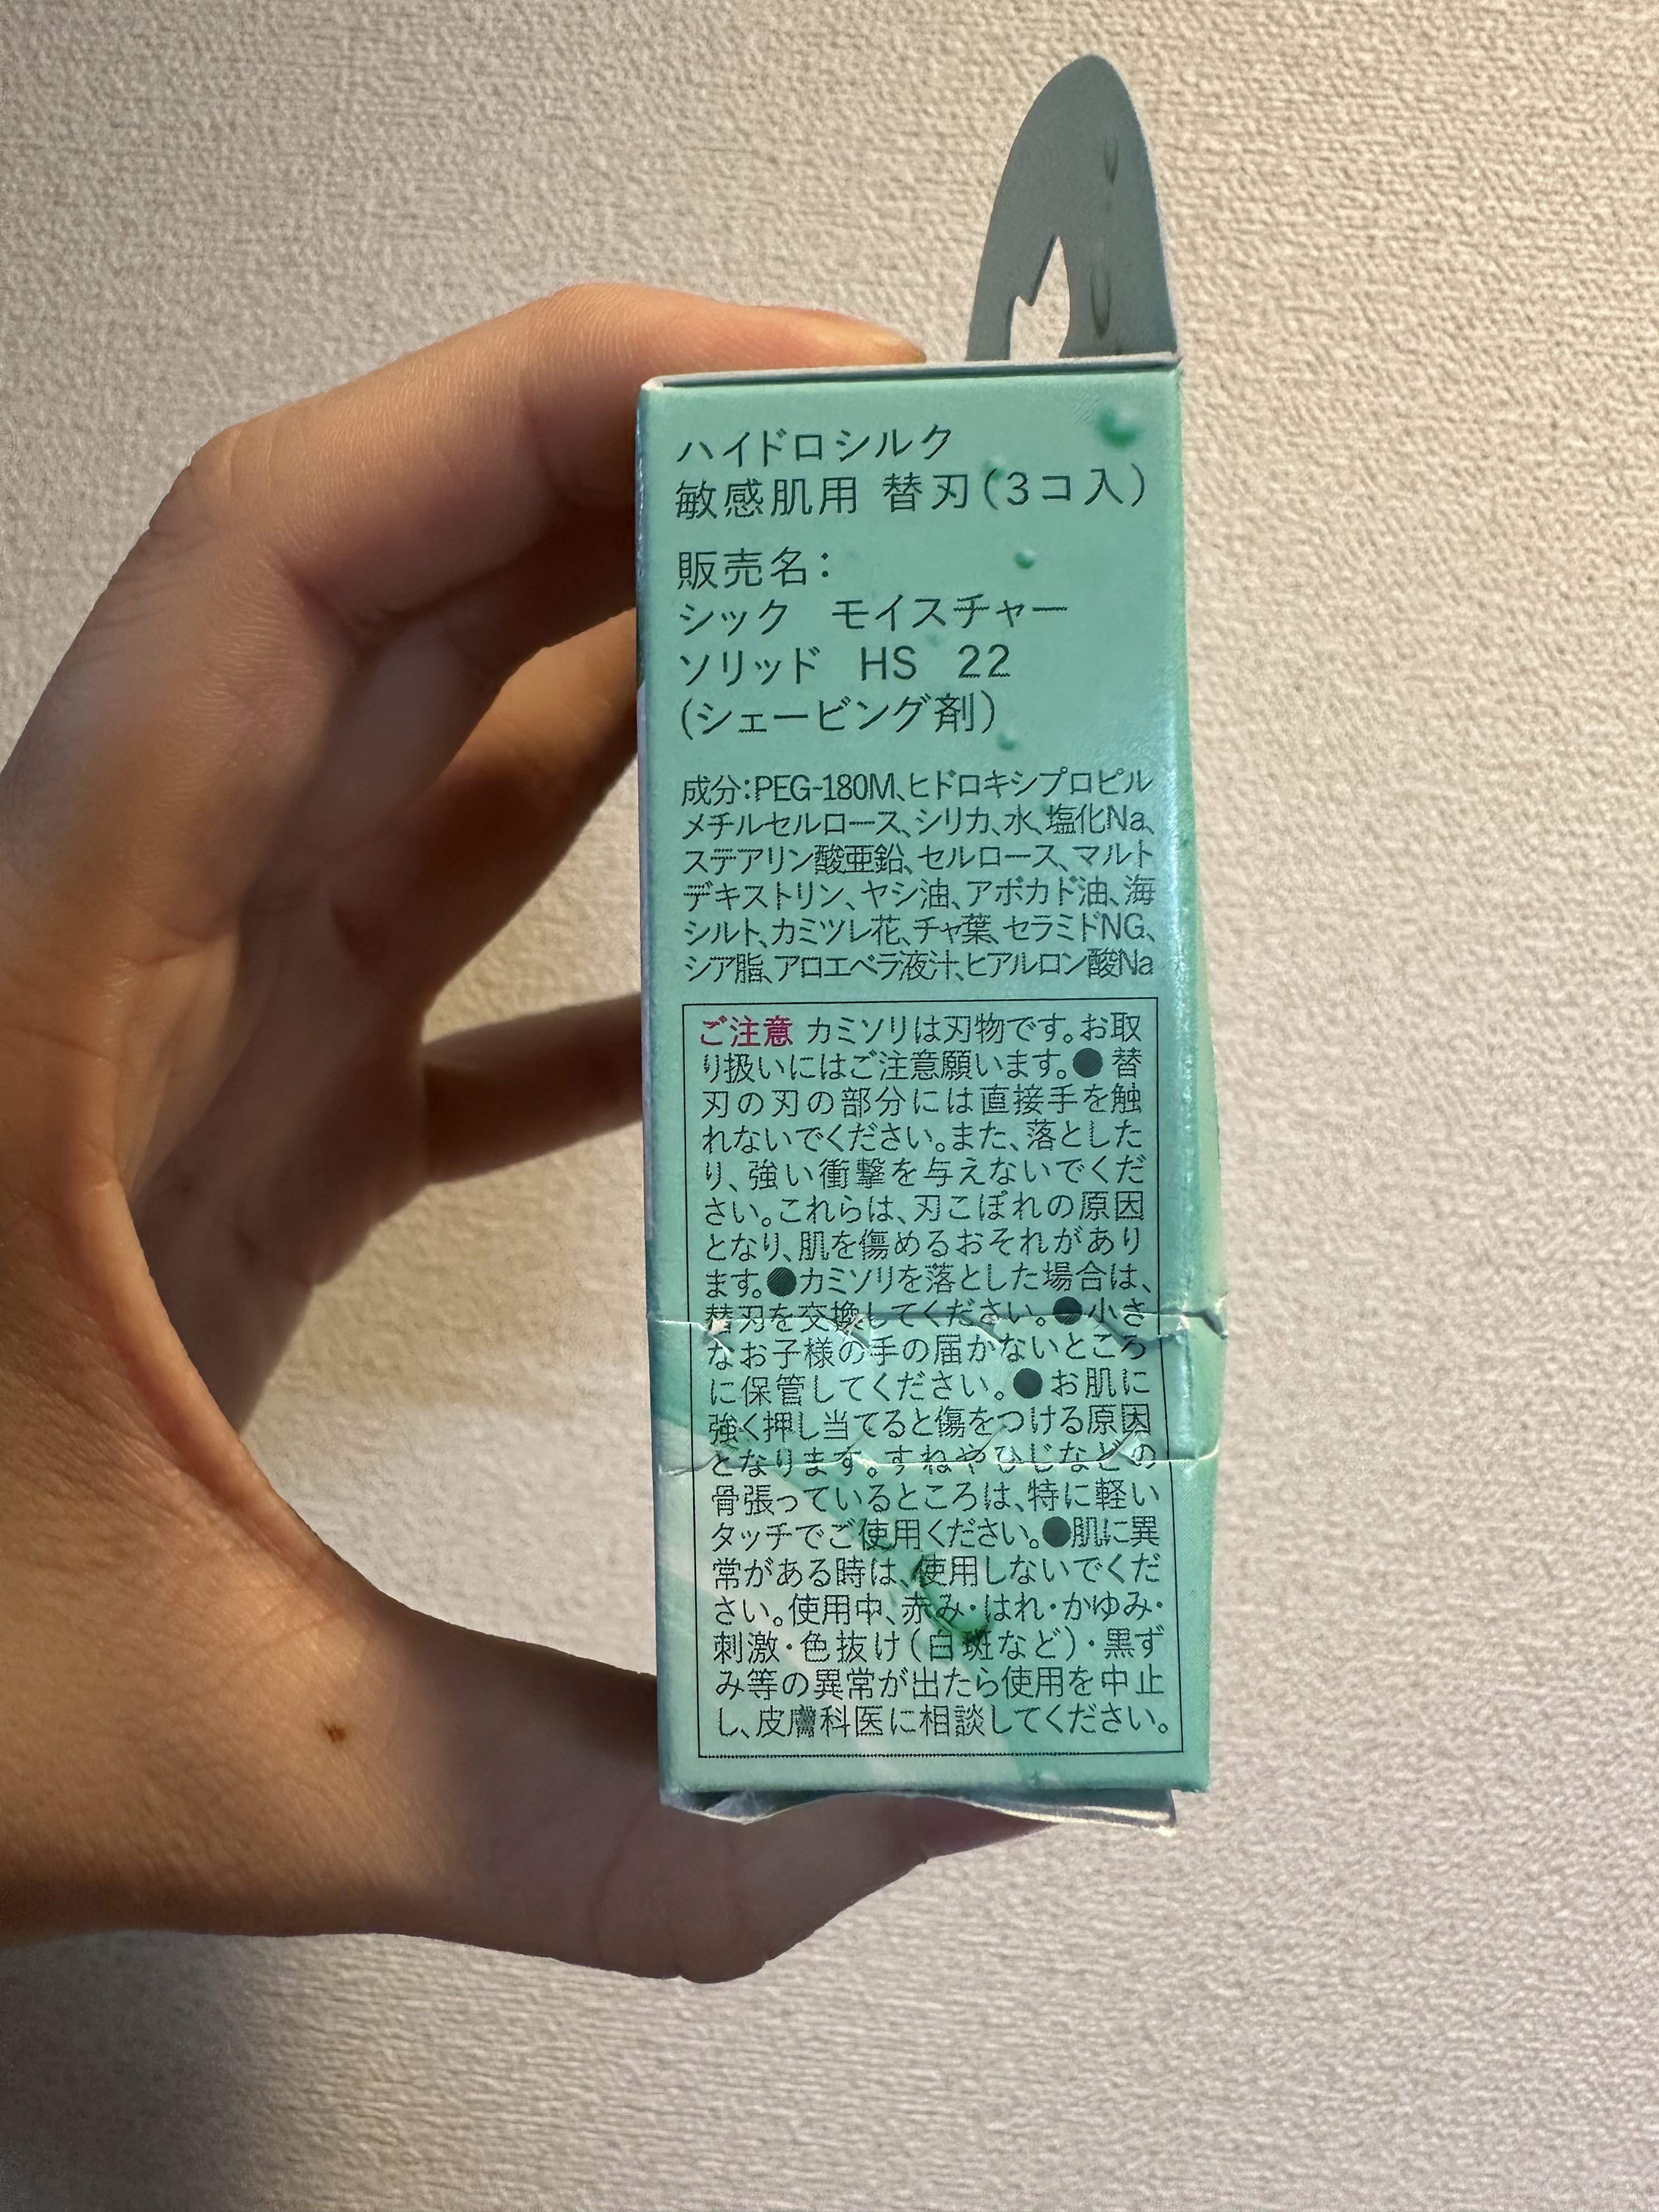 ハイドロシルク
敏感肌用 替刃(3コ入)
販売名:
シック モイスチャー
ソリッド HS 22
(シェービング剤)
成分:PEG-180M、ヒドロキシプロピル
メチルセルロース、シリカ、水、塩化Na、
ステアリン酸亜鉛、セルロース、マルト
デキストリン、ヤシ油、アボカド油、海
シルト、カミツレ花、チャ葉、セラミドNG、
シア脂、アロエベラ液汁、ヒアルロン酸Na
ご注意 カミソリは刃物です。お取
り扱いにはご注意願います。●替
刃の刃の部分には直接手を触
れないでください。また、落とした
り、強い衝撃を与えないでくだ
さい。これらは、刃こぼれの原因
となり、肌を傷めるおそれがあり
ます。●カミソリを落とした場合は、
替刃を交換してください。●小さ
なお子様の手の届かないところ
に保管してください。●お肌に
強く押し当てると傷をつける原因
となります。すねやひじなどの
骨張っているところは、特に軽い
タッチでご使用ください。●肌に異
常がある時は、使用しないでくだ
さい。使用中、赤み・はれ・かゆみ・
刺激・色抜け(白斑など)・黒ず
み等の異常が出たら使用を中止
し、皮膚科医に相談してください。